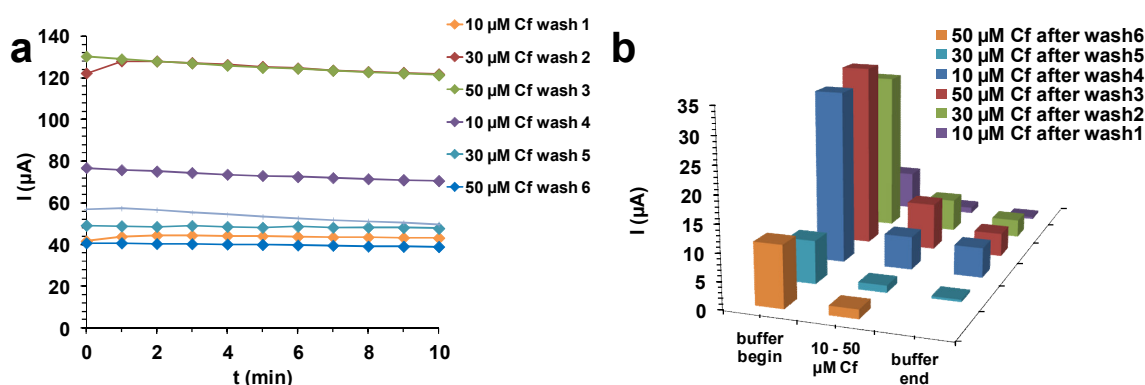 a
140
120
100
80
60
40
20
0
I (µA)
0 2 4 6 8 10
t (min)
10 µM Cf wash 1
30 µM Cf wash 2
50 µM Cf wash 3
10 µM Cf wash 4
30 µM Cf wash 5
50 µM Cf wash 6
b
35
30
25
20
15
10
5
0
I (µA)
buffer
begin
10 - 50
µM Cf
buffer
end
50 µM Cf after wash6
30 µM Cf after wash5
10 µM Cf after wash4
50 µM Cf after wash3
30 µM Cf after wash2
10 µM Cf after wash1